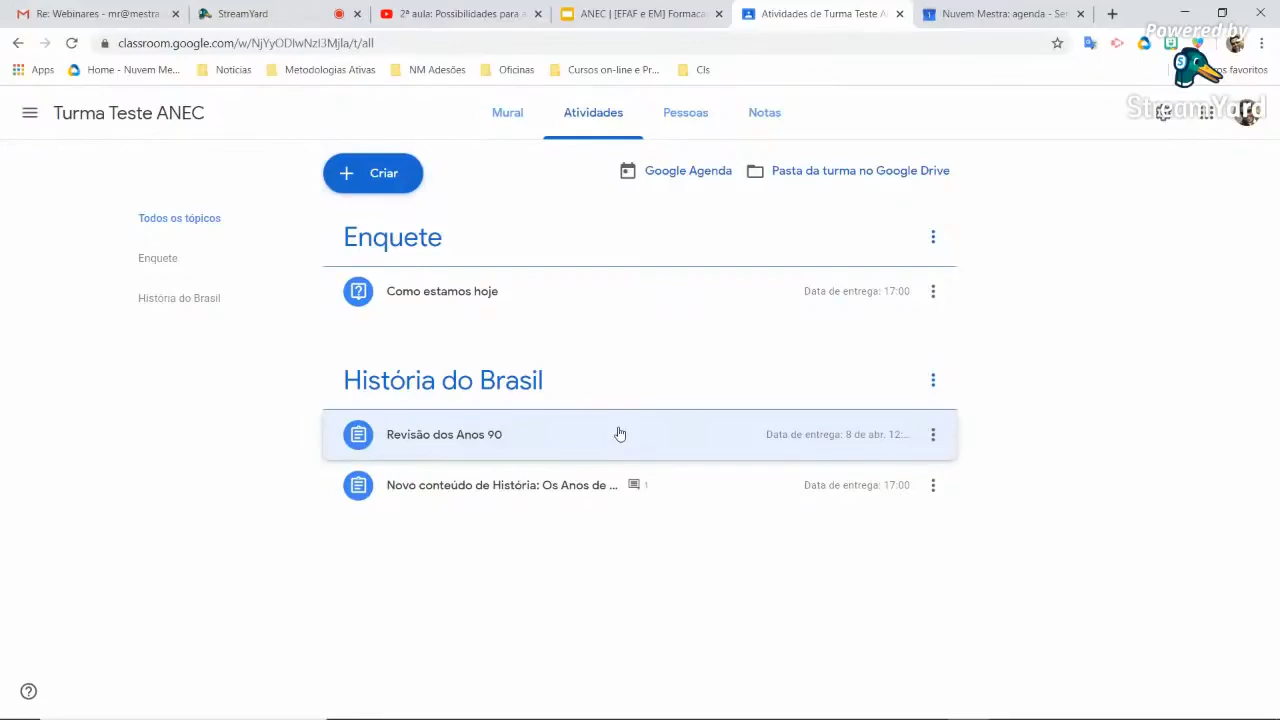 Re: Webinars - mr@mestra
StreamYard
2ª aula: Possibilidades para e
ANEC | [EFAF e EM] Formaca
Atividades de Turma Teste A
Nuvem Mestra: agenda - Se
classroom.google.com/w/NjYyODIwNzI3Mjla/t/all
Powered by
Apps
Home - Nuvem Me...
Notícias
Metodologias Ativas
NM Adesões
Oficinas
Cursos on-line e Pr...
CIs
os favoritos
StreamYard
Turma Teste ANEC
Mural
Atividades
Pessoas
Notas
Criar
Google Agenda
Pasta da turma no Google Drive
Todos os tópicos
Enquete
História do Brasil
Enquete
Como estamos hoje
Data de entrega: 17:00
História do Brasil
Revisão dos Anos 90
Data de entrega: 8 de abr. 12:...
Novo conteúdo de História: Os Anos de ...
1
Data de entrega: 17:00